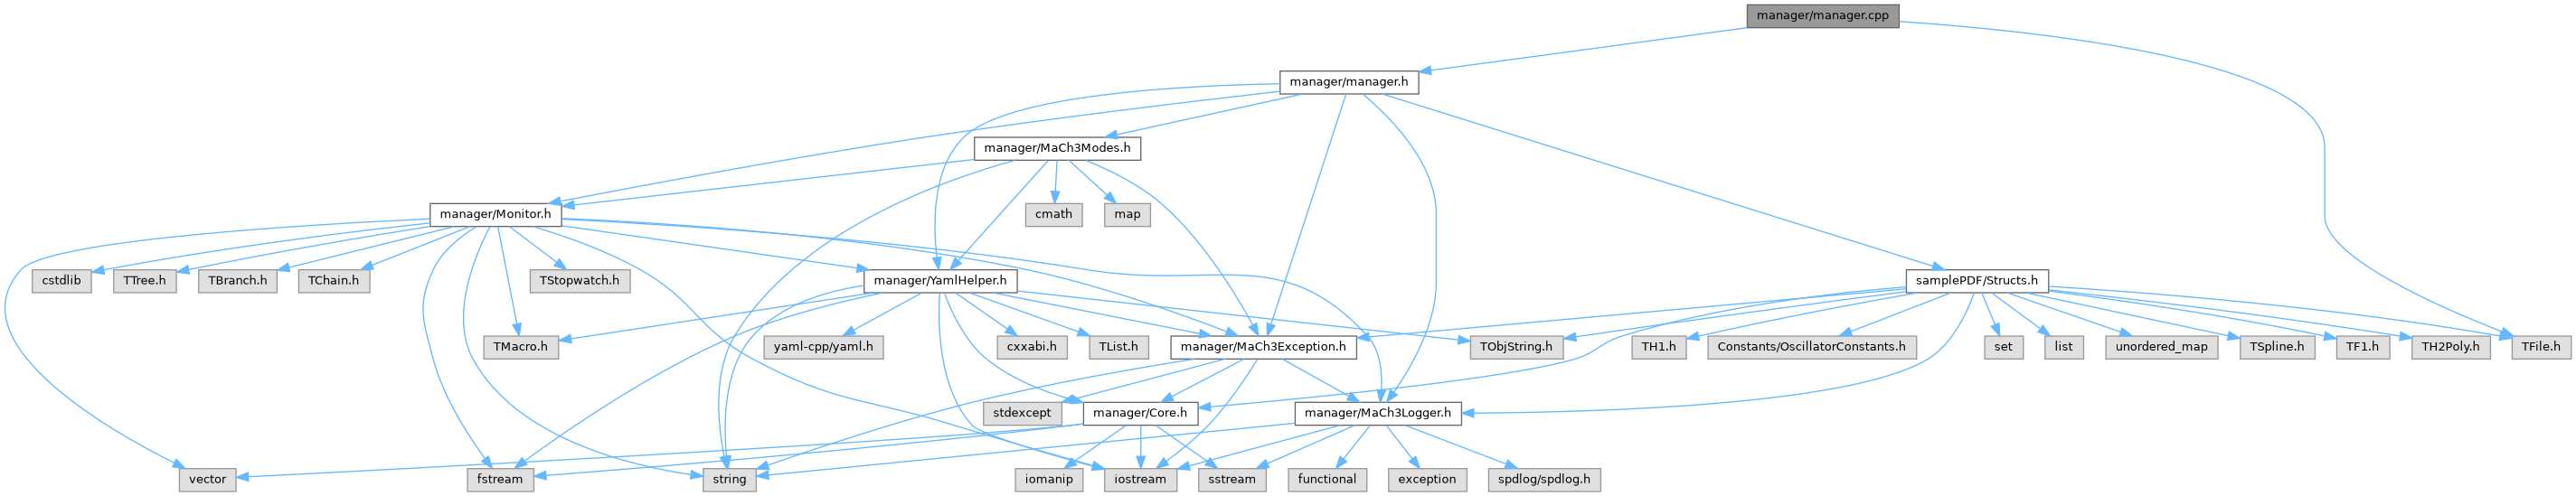 manager/manager.cpp
manager/manager.h
manager/MaCh3Modes.h
manager/Monitor.h
cmath
map
cstdlib
TTree.h
TBranch.h
TChain.h
TStopwatch.h
manager/YamlHelper.h
samplePDF/Structs.h
TMacro.h
yaml-cpp/yaml.h
cxxabi.h
TList.h
manager/MaCh3Exception.h
TObjString.h
TH1.h
Constants/OscillatorConstants.h
set
list
unordered_map
TSpline.h
TF1.h
TH2Poly.h
TFile.h
stdexcept
manager/Core.h
manager/MaCh3Logger.h
vector
fstream
string
iomanip
iostream
sstream
functional
exception
spdlog/spdlog.h